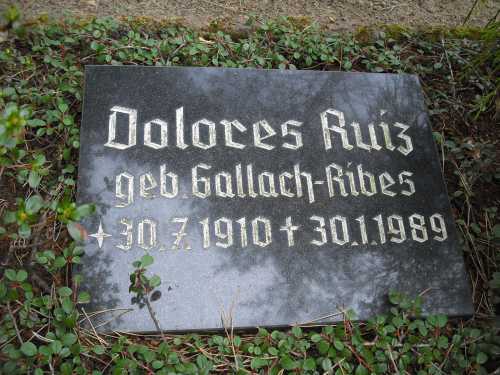 Dolores Ruiz
geb Gallach-Ribes
✦30.7.1910 ✝ 30.1.1989